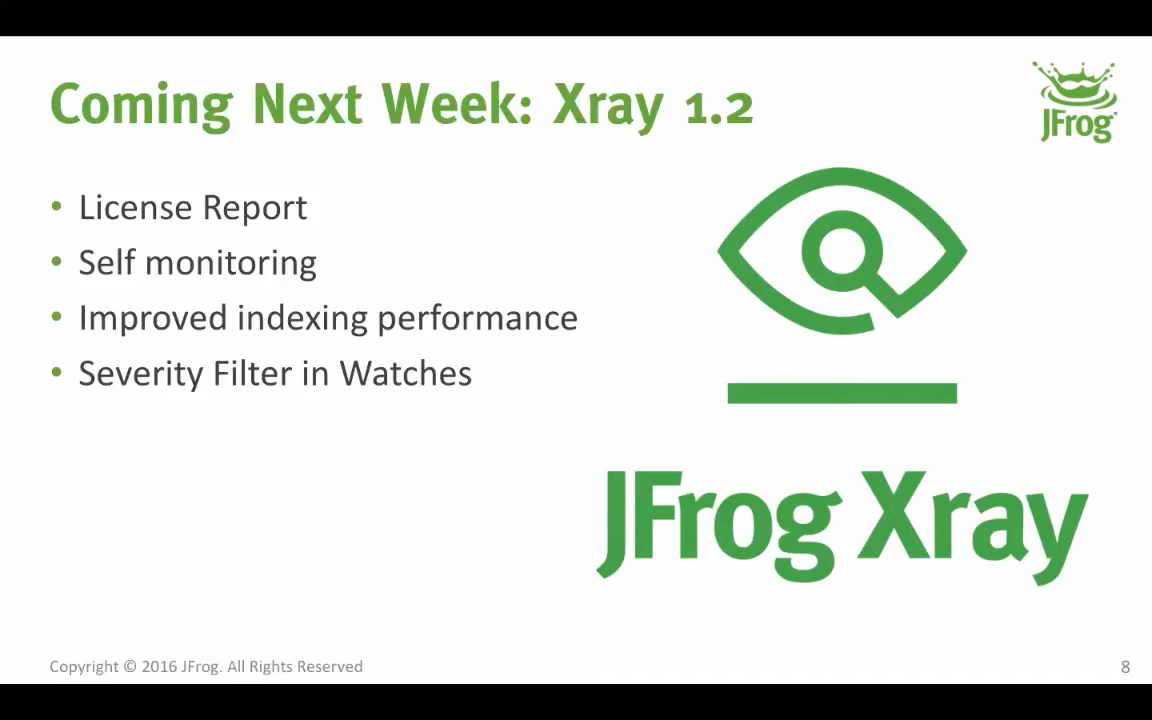 Coming Next Week: Xray 1.2
JFrog
• License Report
• Self monitoring
• Improved indexing performance
• Severity Filter in Watches
JFrog Xray
Copyright © 2016 JFrog. All Rights Reserved
8